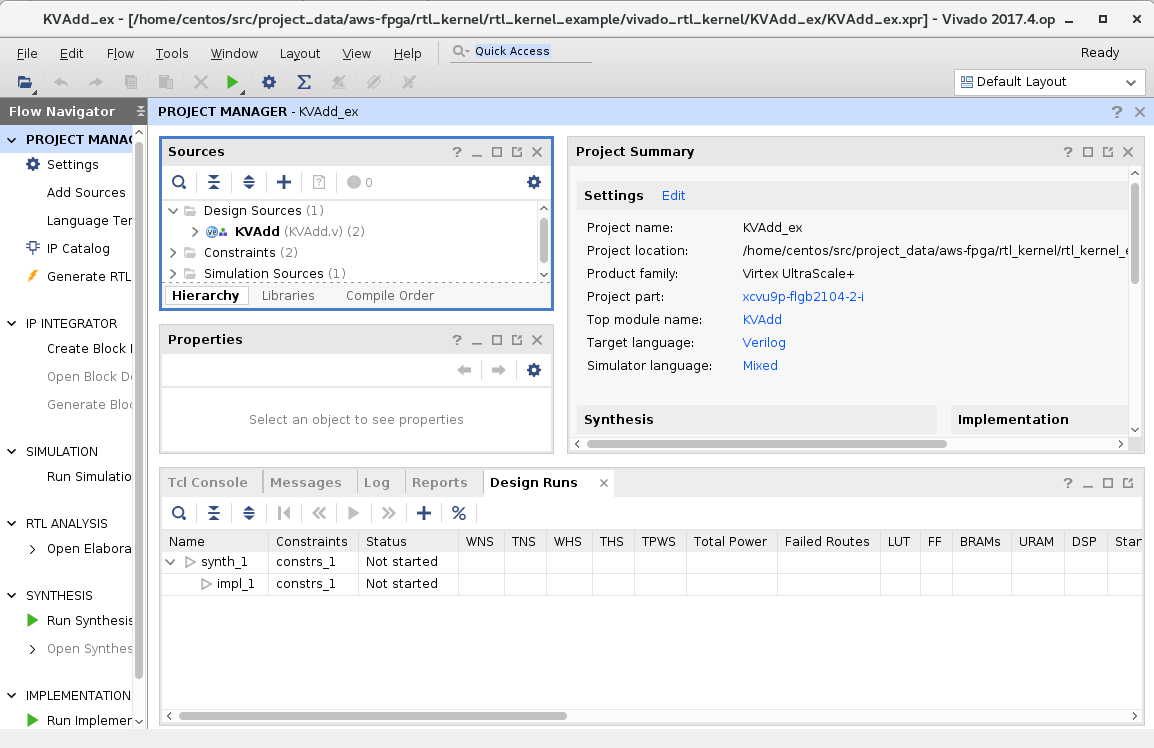 KVAdd_ex - [/home/centos/src/project_data/aws-fpga/rtl_kernel/rtl_kernel_example/vivado_rtl_kernel/KVAdd_ex/KVAdd_ex.xpr] - Vivado 2017.4.op
File Edit Flow Tools Window Layout View Help Quick Access Ready
Default Layout
Flow Navigator
PROJECT MANAGER - KVAdd_ex
PROJECT MANAG
Settings
Add Sources
Language Ter
IP Catalog
Generate RTL
IP INTEGRATOR
Create Block I
Open Block De
Generate Bloc
SIMULATION
Run Simulatio
RTL ANALYSIS
Open Elabora
SYNTHESIS
Run Synthesis
Open Synthes
IMPLEMENTATION
Run Implemer
Sources
0
Design Sources (1)
KVAdd (KVAdd.v) (2)
Constraints (2)
Simulation Sources (1)
Hierarchy Libraries Compile Order
Properties
Select an object to see properties
Project Summary
Settings Edit
Project name: KVAdd_ex
Project location: /home/centos/src/project_data/aws-fpga/rtl_kernel/rtl_kernel_e
Product family: Virtex UltraScale+
Project part: xcvu9p-flgb2104-2-i
Top module name: KVAdd
Target language: Verilog
Simulator language: Mixed
Synthesis Implementation
Tcl Console Messages Log Reports Design Runs
Name Constraints Status WNS TNS WHS THS TPWS Total Power Failed Routes LUT FF BRAMs URAM DSP Star
synth_1 constrs_1 Not started
impl_1 constrs_1 Not started